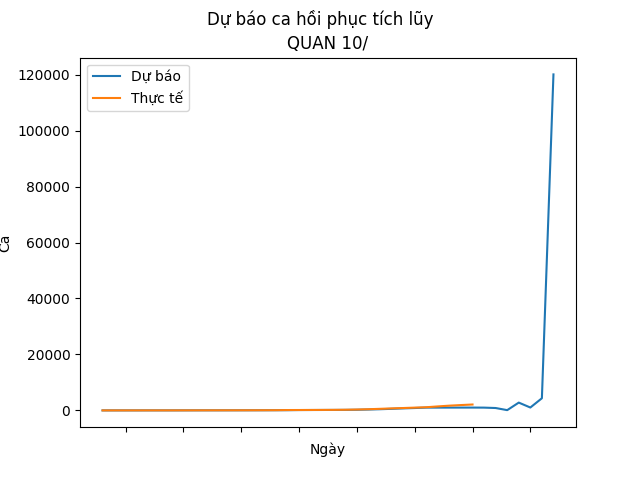 Dự báo ca hồi phục tích lũy
QUAN 10/
Dự báo
Thực tế
120000
100000
80000
60000
40000
20000
0
Ca
Ngày